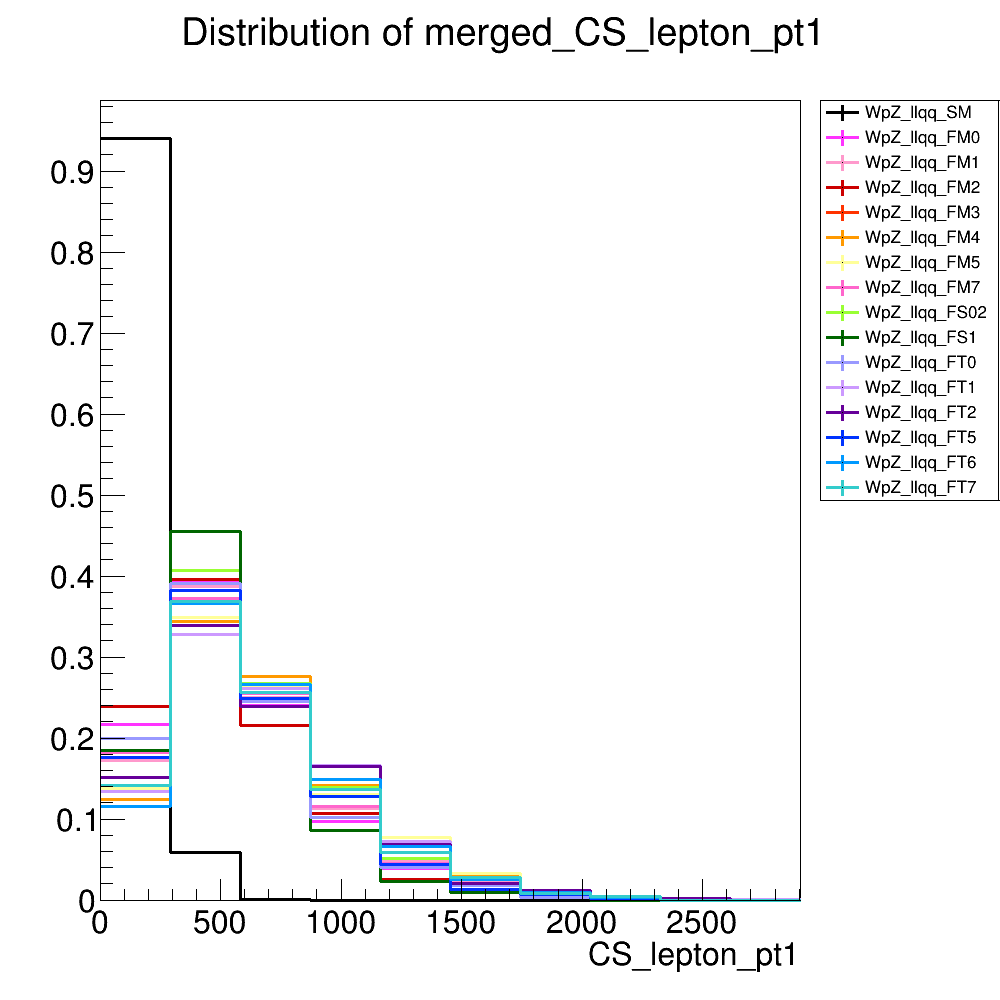 Distribution of merged_CS_lepton_pt1
WpZ_llqq_SM
WpZ_llqq_FM0
WpZ_llqq_FM1
WpZ_llqq_FM2
WpZ_llqq_FM3
WpZ_llqq_FM4
WpZ_llqq_FM5
WpZ_llqq_FM7
WpZ_llqq_FS02
WpZ_llqq_FS1
WpZ_llqq_FT0
WpZ_llqq_FT1
WpZ_llqq_FT2
WpZ_llqq_FT5
WpZ_llqq_FT6
WpZ_llqq_FT7
0.9
0.8
0.7
0.6
0.5
0.4
0.3
0.2
0.1
0
0 500 1000 1500 2000 2500
CS_lepton_pt1